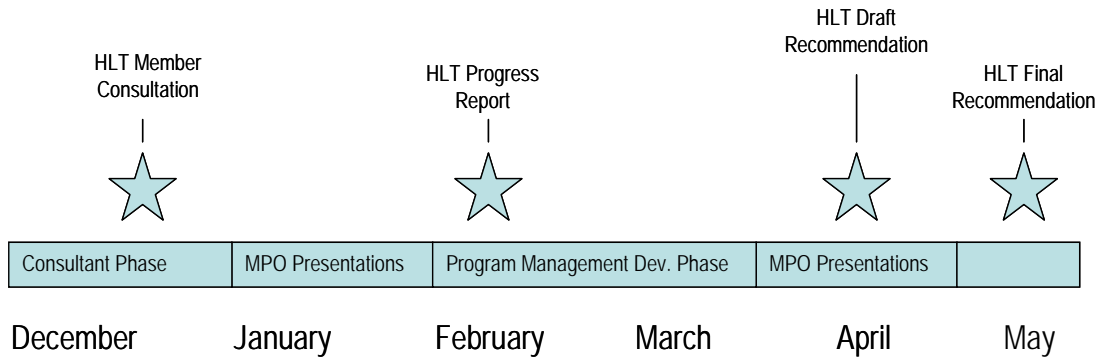 HLT Member
Consultation
HLT Progress
Report
HLT Draft
Recommendation
HLT Final
Recommendation
Consultant Phase
MPO Presentations
Program Management Dev. Phase
MPO Presentations
December
January
February
March
April
May